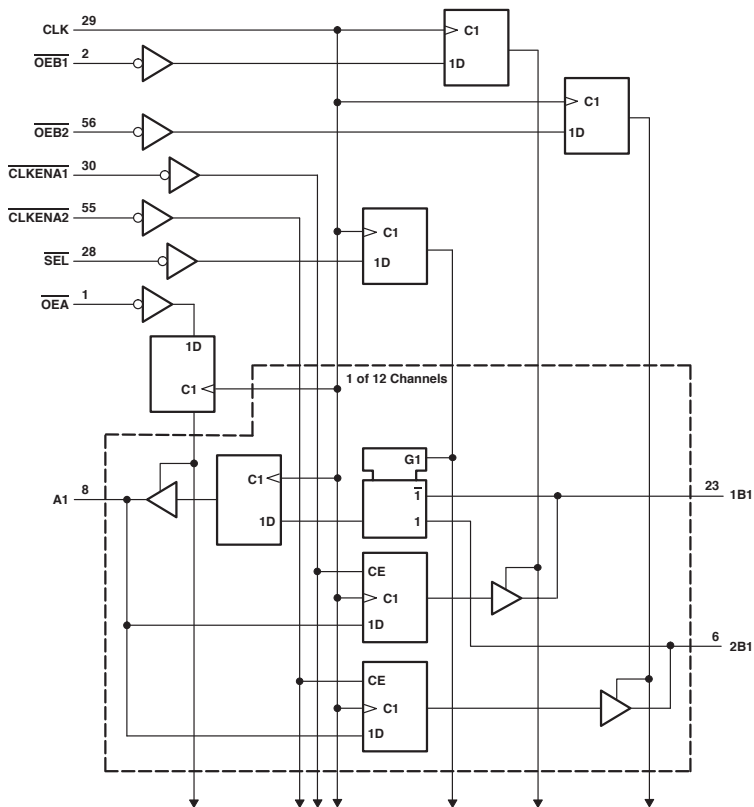 CLK 29
C1
OEB1 2
1D
C1
OEB2 56
1D
CLKENA1 30
CLKENA2 55
C1
SEL 28
1D
OEA 1
1D
C1
1 of 12 Channels
G1
C1
A1 8
1
23 1B1
1D
1
CE
C1
1D
6 2B1
CE
C1
1D